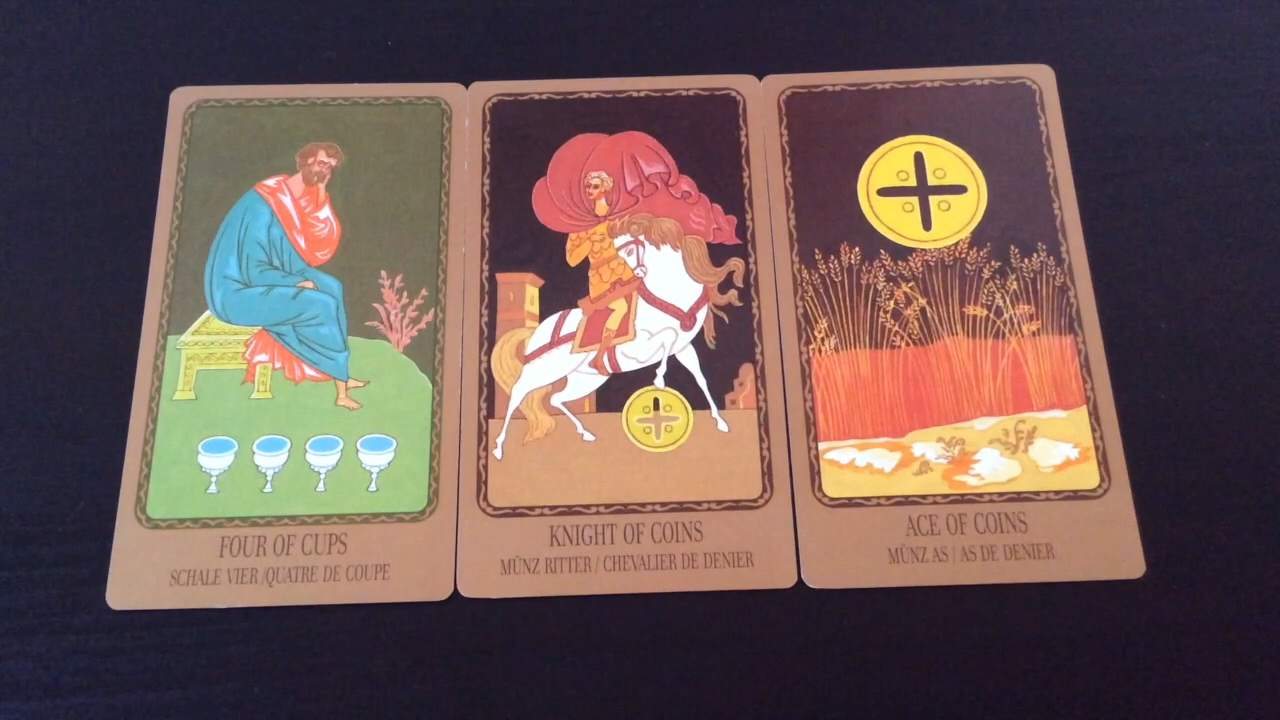 FOUR OF CUPS
SCHALE VIER /QUATRE DE COUPE
KNIGHT OF COINS
MÜNZ RITTER / CHEVALIER DE DENIER
ACE OF COINS
MÜNZ AS / AS DE DENIER